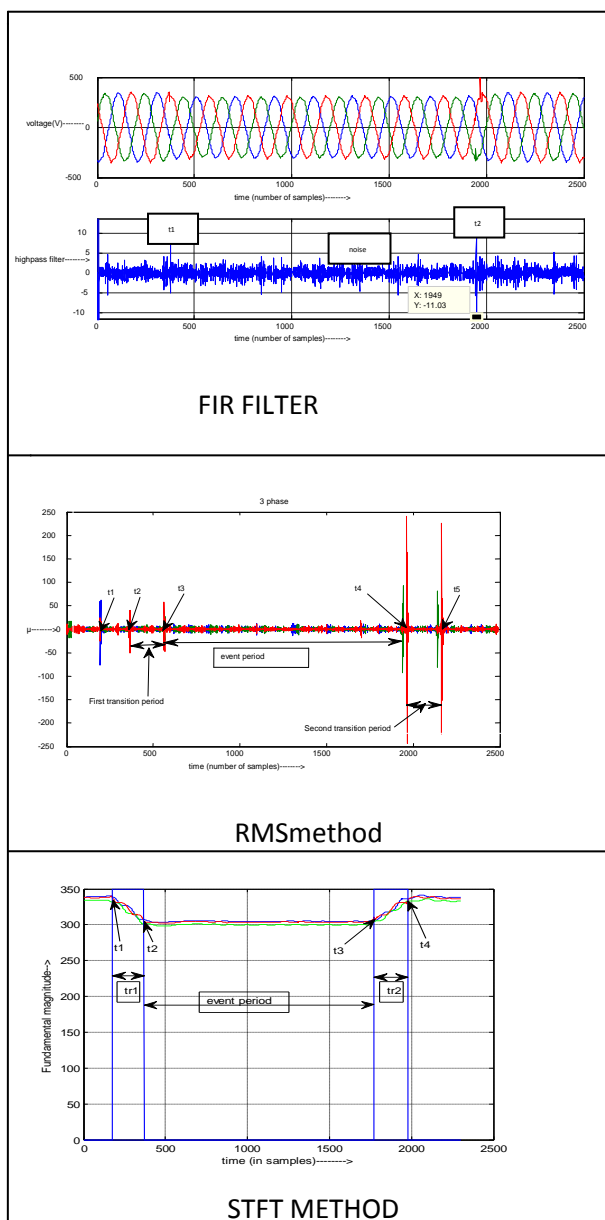 500
voltage(V)--------
0
-500
0 500 1000 1500 2000 2500
time (number of samples)-------->
t1
t2
noise
10
5
highpass filter------->
0
-5
-10
X: 1949
Y: -11.03
0 500 1000 1500 2000 2500
time (number of samples)-------->
FIR FILTER
3 phase
250
200
150
100
50
µ-------->0
-50
-100
-150
-200
-250
t1 t2 t3 t4 t5
event period
First transition period
Second transition period
0 500 1000 1500 2000 2500
time (number of samples)-------->
RMSmethod
350
300
250
200
150
100
50
0
Fundamental magnitude-->
t1 t2 t3 t4
tr1 event period tr2
0 500 1000 1500 2000 2500
time (in samples)-------->
STFT METHOD